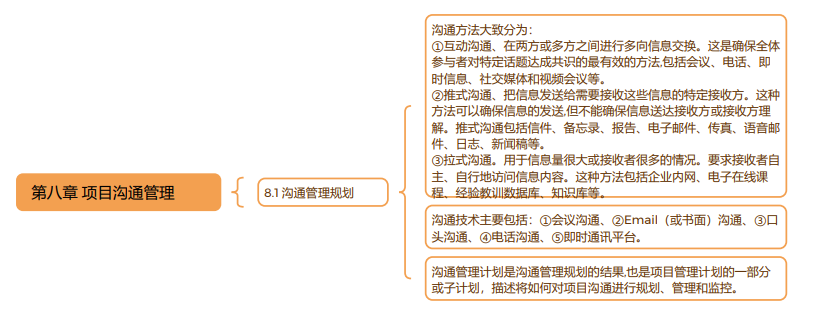 第八章 项目沟通管理
8.1 沟通管理规划
沟通方法大致分为：
①互动沟通、在两方或多方之间进行多向信息交换。这是确保全体
参与者对特定话题达成共识的最有效的方法,包括会议、电话、即
时信息、社交媒体和视频会议等。
②推式沟通、把信息发送给需要接收这些信息的特定接收方。这种
方法可以确保信息的发送,但不能确保信息送达接收方或接收方理
解。推式沟通包括信件、备忘录、报告、电子邮件、传真、语音邮
件、日志、新闻稿等。
③拉式沟通。用于信息量很大或接收者很多的情况。要求接收者自
主、自行地访问信息内容。这种方法包括企业内网、电子在线课
程、经验教训数据库、知识库等。
沟通技术主要包括：①会议沟通、②Email（或书面）沟通、③口
头沟通、④电话沟通、⑤即时通讯平台。
沟通管理计划是沟通管理规划的结果,也是项目管理计划的一部分
或子计划，描述将如何对项目沟通进行规划、管理和监控。